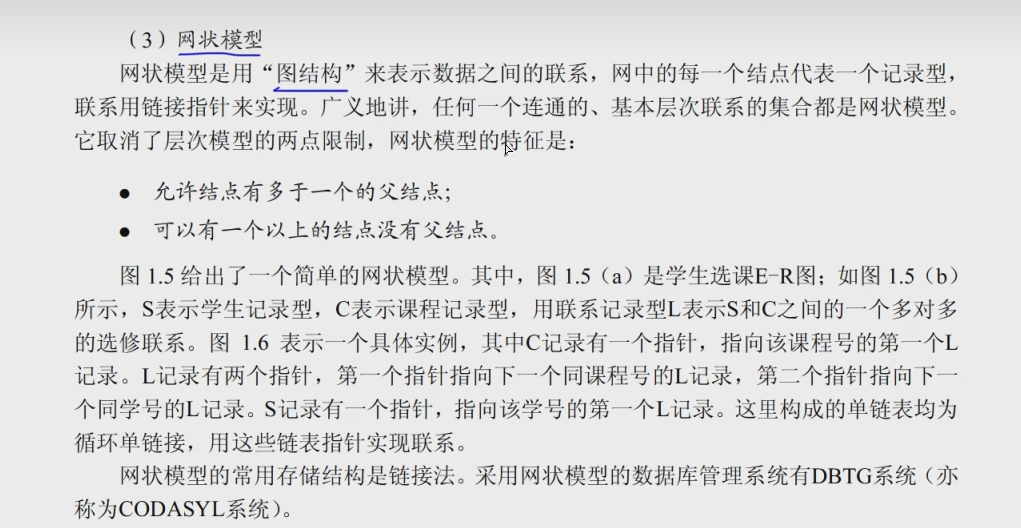 （3）网状模型
网状模型是用“图结构”来表示数据之间的联系，网中的每一个结点代表一个记录型，
联系用链接指针来实现。广义地讲，任何一个连通的、基本层次联系的集合都是网状模型。
它取消了层次模型的两点限制，网状模型的特征是：
● 允许结点有多于一个的父结点；
● 可以有一个以上的结点没有父结点。
图 1.5 给出了一个简单的网状模型。其中，图 1.5（a）是学生选课E-R图；如图 1.5（b）
所示，S表示学生记录型，C表示课程记录型，用联系记录型L表示S和C之间的一个多对多
的选修联系。图 1.6 表示一个具体实例，其中C记录有一个指针，指向该课程号的第一个L
记录。L记录有两个指针，第一个指针指向下一个同课程号的L记录，第二个指针指向下一
个同学号的L记录。S记录有一个指针，指向该学号的第一个L记录。这里构成的单链表均为
循环单链接，用这些链表指针实现联系。
网状模型的常用存储结构是链接法。采用网状模型的数据库管理系统有DBTG系统（亦
称为CODASYL系统）。